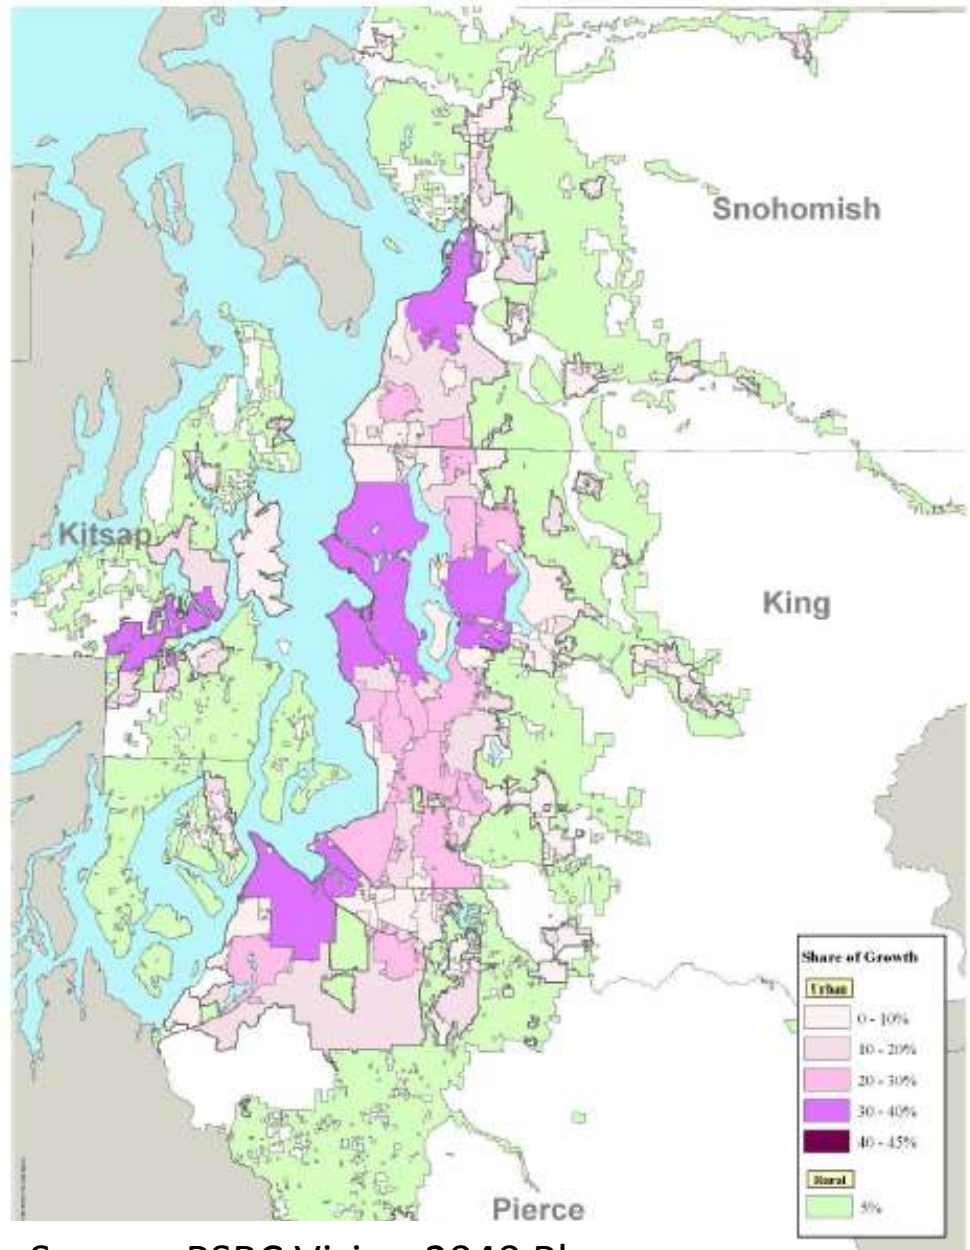 Snohomish
Kitsap
King
Share of Growth
Urban
0 - 10%
10 - 20%
20 - 30%
30 - 40%
40 - 45%
Rural
5%
Pierce